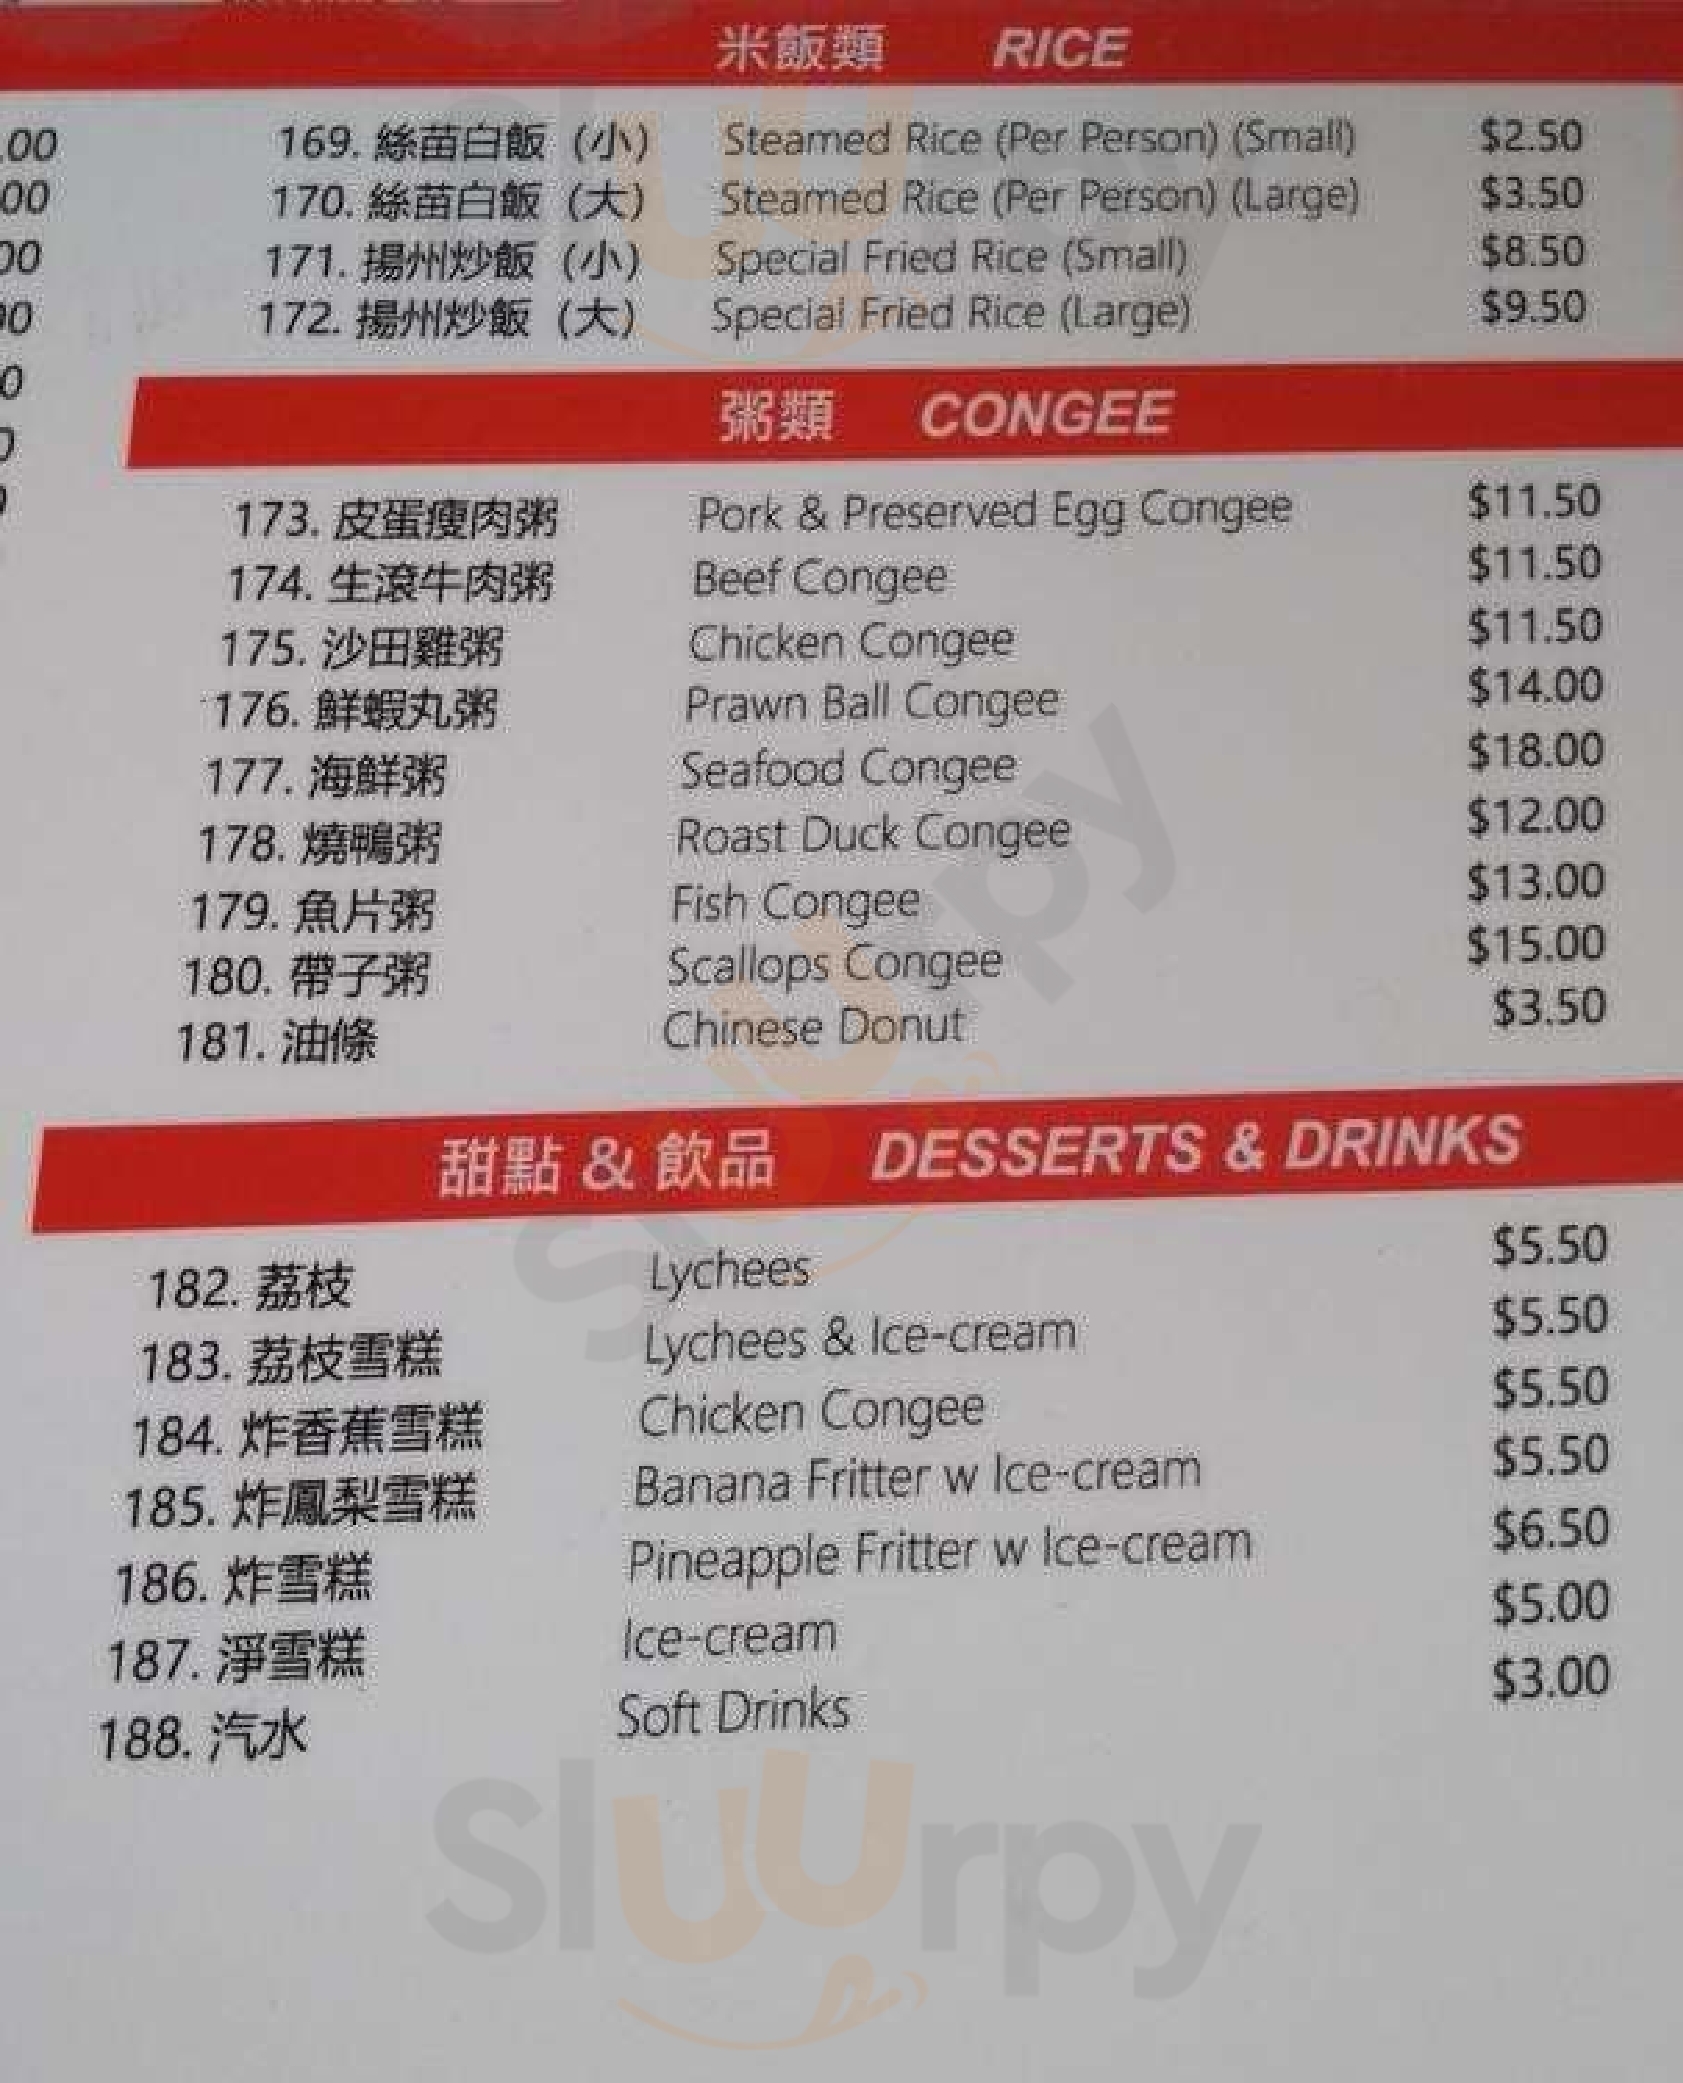 米飯類 RICE
.00 169. 絲苗白飯 (小) Steamed Rice (Per Person) (Small) $2.50
00 170. 絲苗白飯 (大) Steamed Rice (Per Person) (Large) $3.50
00 171. 揚州炒飯 (小) Special Fried Rice (Small) $8.50
00 172. 揚州炒飯 (大) Special Fried Rice (Large) $9.50
粥類 CONGEE
173. 皮蛋瘦肉粥 Pork & Preserved Egg Congee $11.50
174. 生滾牛肉粥 Beef Congee $11.50
175. 沙田雞粥 Chicken Congee $11.50
176. 鮮蝦丸粥 Prawn Ball Congee $14.00
177. 海鮮粥 Seafood Congee $18.00
178. 燒鴨粥 Roast Duck Congee $12.00
179. 魚片粥 Fish Congee $13.00
180. 帶子粥 Scallops Congee $15.00
181. 油條 Chinese Donut $3.50
甜點 & 飲品 DESSERTS & DRINKS
182. 荔枝 Lychees $5.50
183. 荔枝雪糕 Lychees & Ice-cream $5.50
184. 炸香蕉雪糕 Chicken Congee $5.50
185. 炸鳳梨雪糕 Banana Fritter w Ice-cream $5.50
186. 炸雪糕 Pineapple Fritter w Ice-cream $6.50
187. 淨雪糕 Ice-cream $5.00
188. 汽水 Soft Drinks $3.00
Sluurpy
Sluurpy